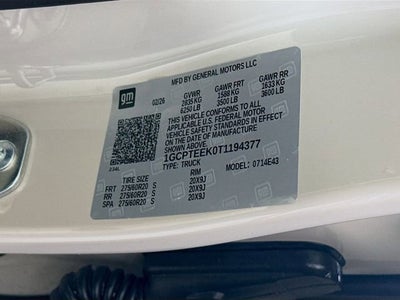 gm
MFD BY GENERAL MOTORS LLC
02/26 GVWR GAWR FRT GAWR RR
2835 KG 1588 KG 1633 KG
6250 LB 3500 LB 3600 LB
THIS VEHICLE CONFORMS TO ALL
APPLICABLE U.S. FEDERAL MOTOR
VEHICLE SAFETY STANDARDS IN EFFECT
ON THE DATE OF MANUFACTURE
SHOWN ABOVE.
1GCPTEEK0T1194377
TYPE: TRUCK MODEL: 0714E43
TIRE SIZE RIM
FRT 275/60R20 S 20X9J
RR 275/60R20 S 20X9J
SPA 275/60R20 S 20X9J